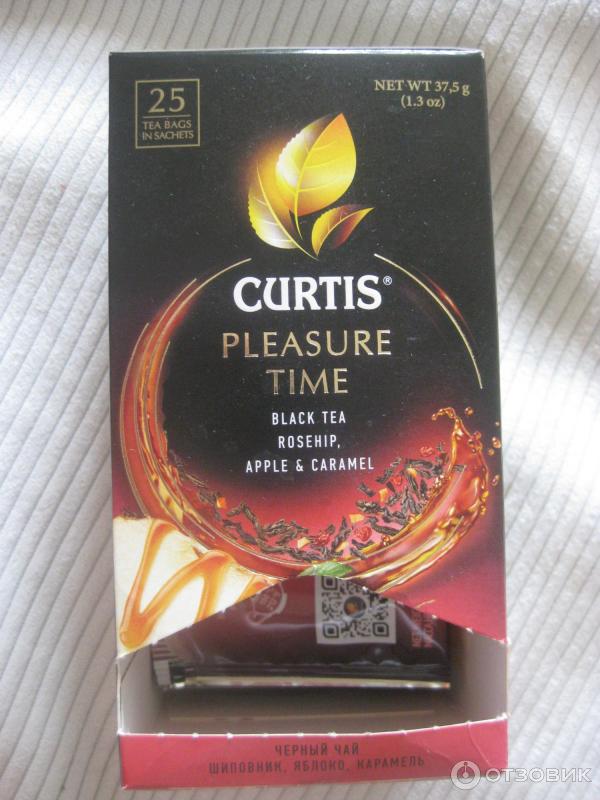 25
TEA BAGS
IN SACHETS
NET WT 37,5 g
(1.3 oz)
CURTIS®
PLEASURE
TIME
BLACK TEA
ROSEHIP,
APPLE & CARAMEL
ЧЕРНЫЙ ЧАЙ
ШИПОВНИК, ЯБЛОКО, КАРАМЕЛЬ
ОТЗОВИК